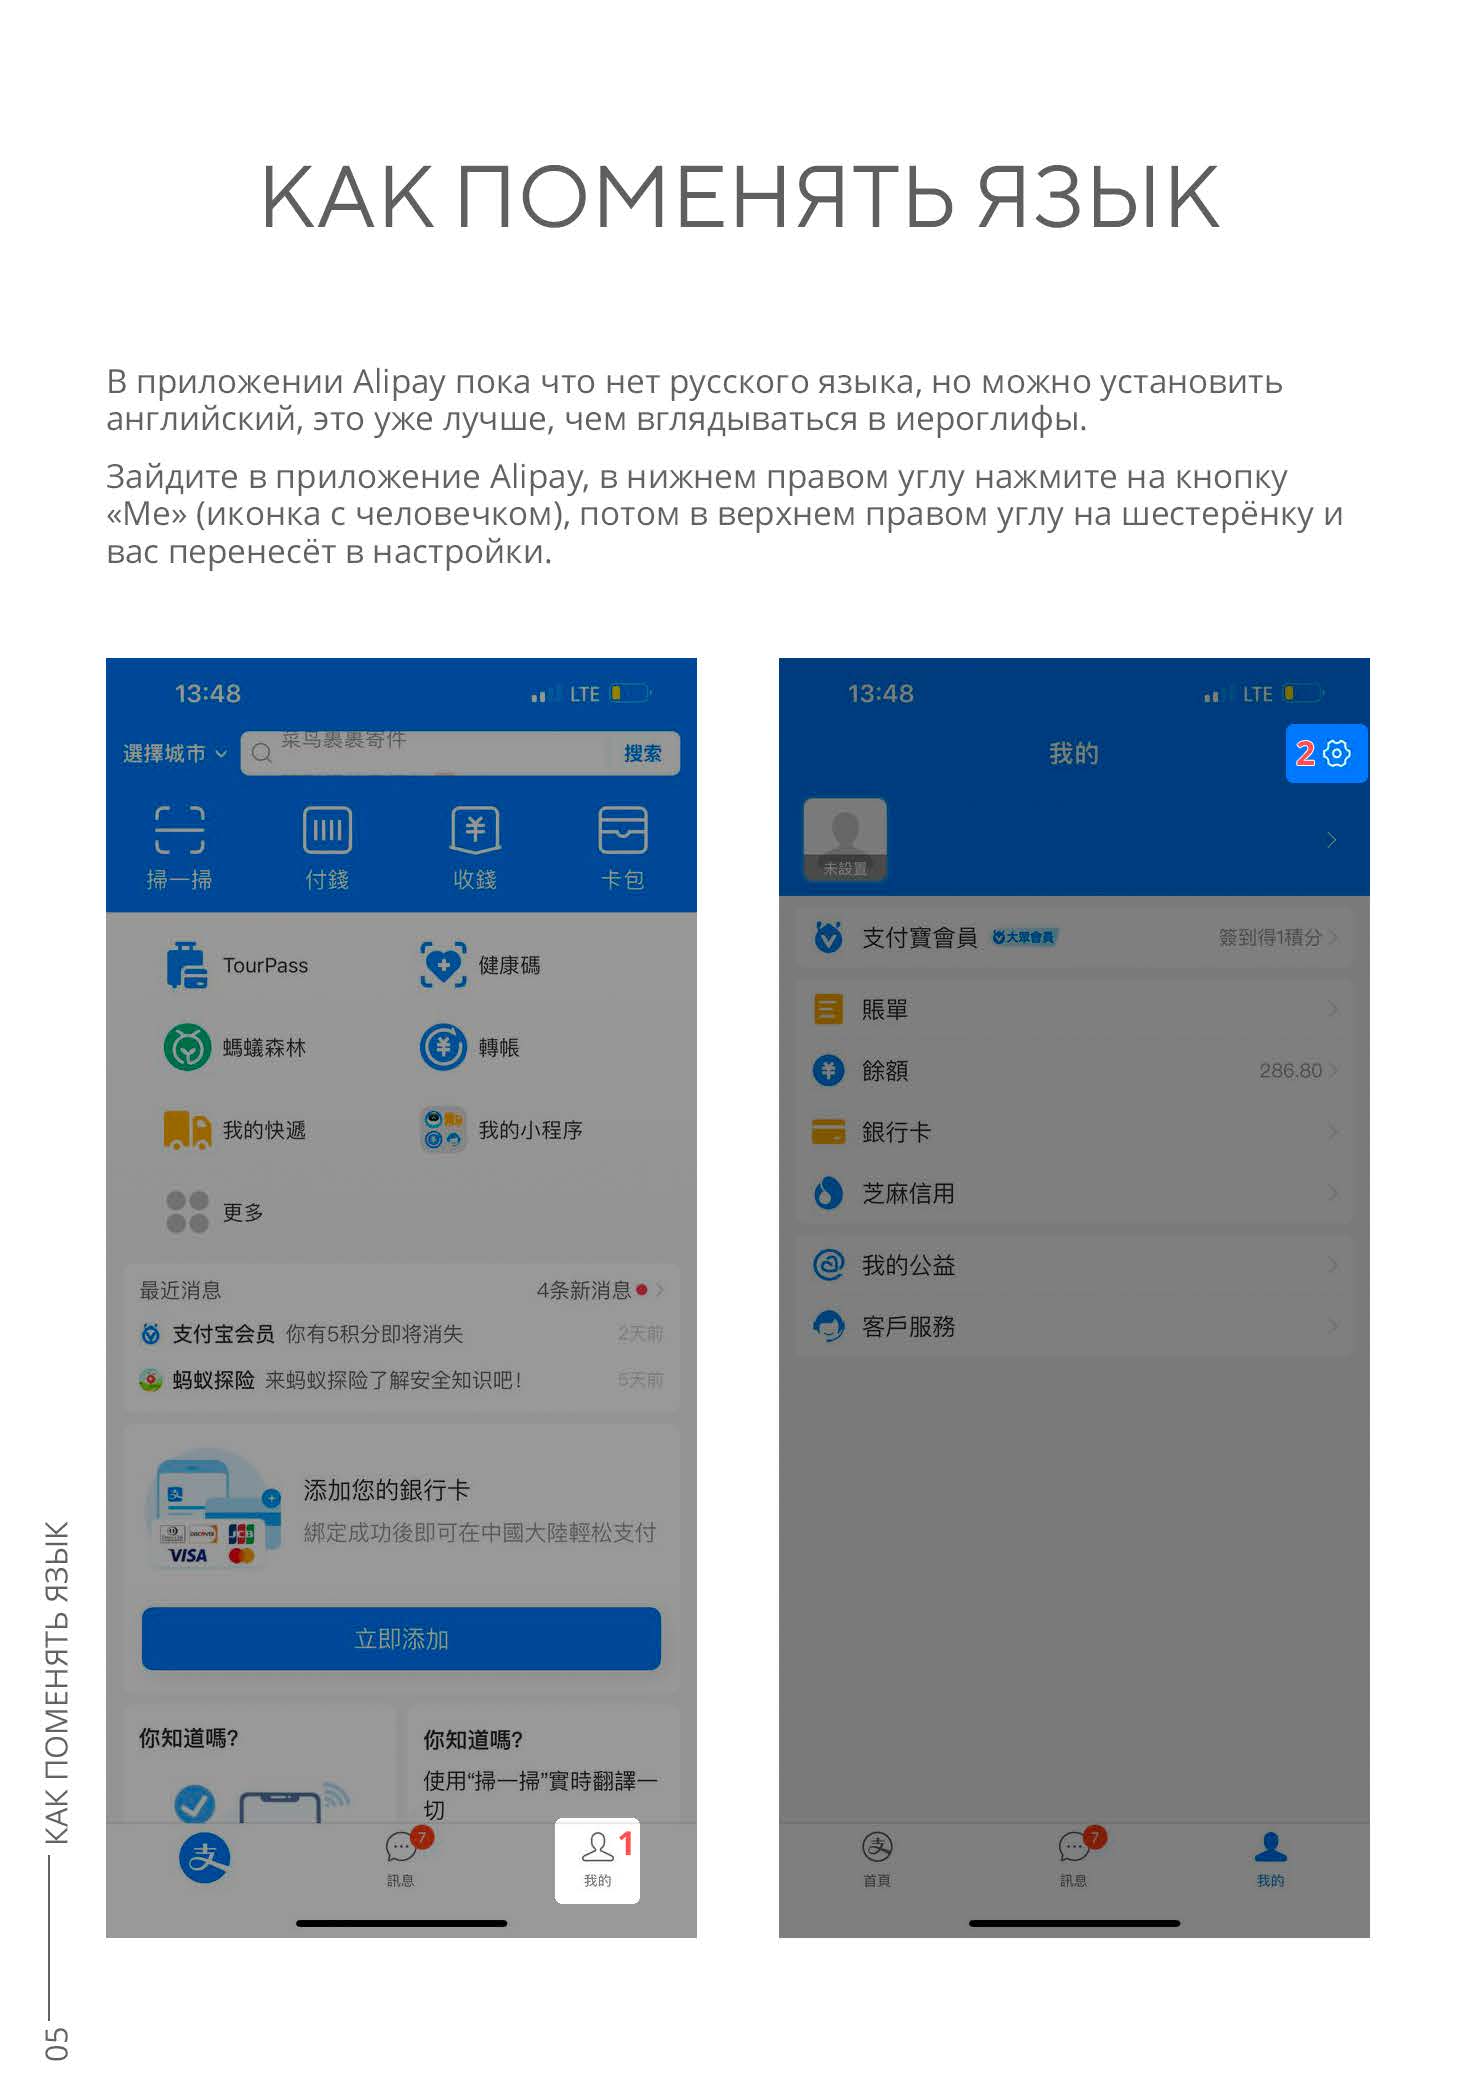 КАК ПОМЕНЯТЬ ЯЗЫК
В приложении Alipay пока что нет русского языка, но можно установить
английский, это уже лучше, чем вглядываться в иероглифы.
Зайдите в приложение Alipay, в нижнем правом углу нажмите на кнопку
«Me» (иконка с человечком), потом в верхнем правом углу на шестерёнку и
вас перенесёт в настройки.
13:48 LTE
選擇城市 菜鸟裹裹寄件 搜索
掃一掃 付錢 收錢 卡包
TourPass 健康碼
螞蟻森林 轉帳
我的快遞 我的小程序
更多
最近消息 4条新消息
支付宝会员 你有5积分即将消失 2天前
蚂蚁探险 来蚂蚁探险了解安全知识吧! 5天前
添加您的銀行卡
綁定成功後即可在中國大陸輕松支付
DISCOVER JCB
VISA
立即添加
你知道嗎? 你知道嗎?
使用“掃一掃”實時翻譯一
切
支 7 1
訊息 我的
13:48 LTE
我的 2
未設置
支付寶會員 大眾會員 簽到得1積分
賬單
餘額 286.80
銀行卡
芝麻信用
我的公益
客戶服務
支 7
首頁 訊息 我的
05 КАК ПОМЕНЯТЬ ЯЗЫК